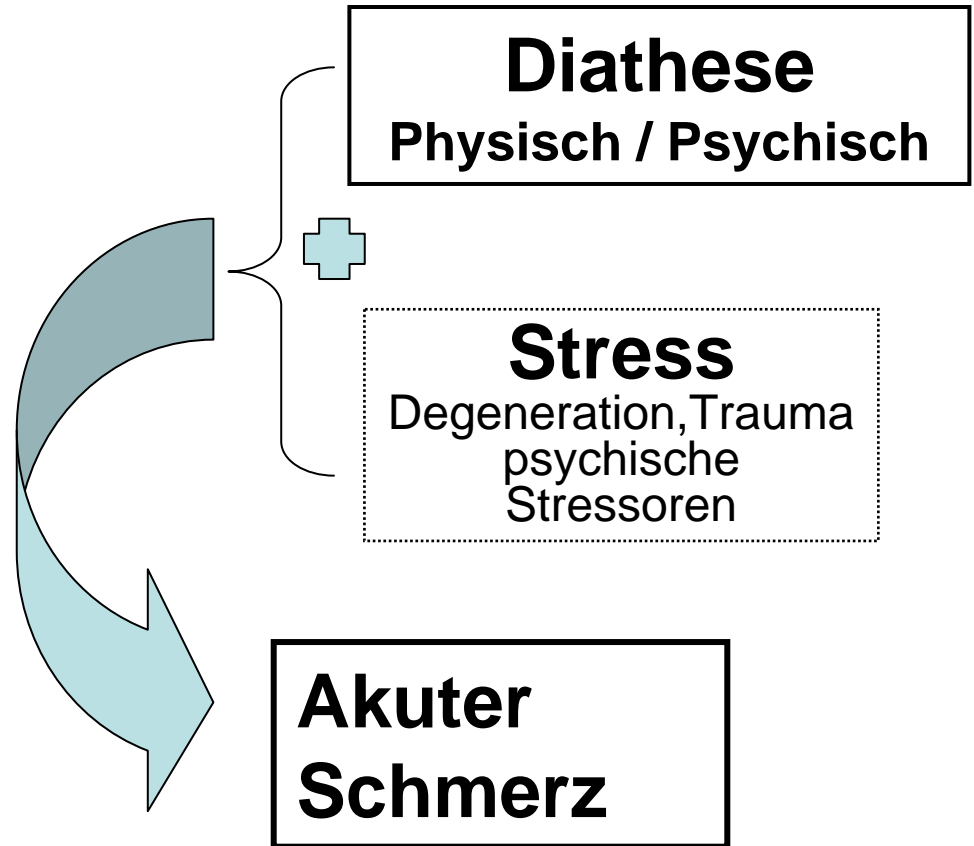 Diathese
Physisch / Psychisch
Stress
Degeneration,Trauma
psychische
Stressoren
Akuter
Schmerz